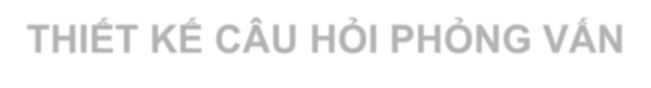 THIẾT KẾ CÂU HỎI PHỎNG VẤN